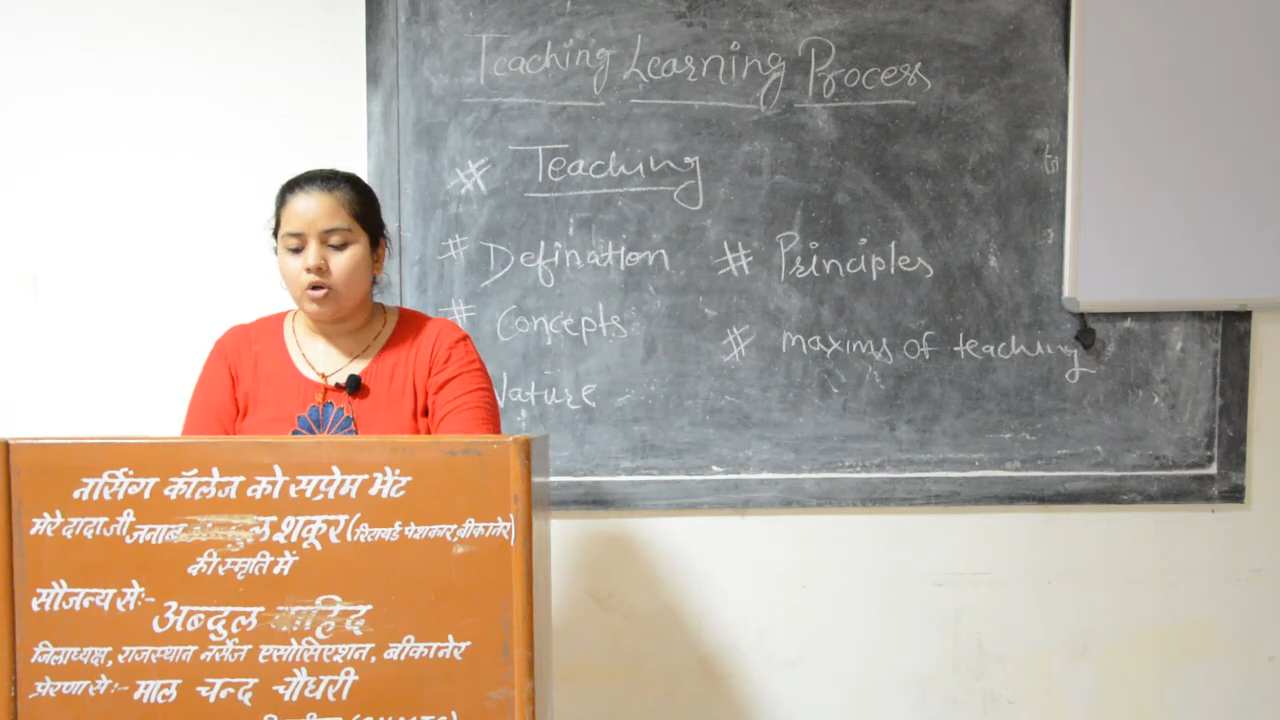 Teaching Learning Process
# Teaching
# Defination # Principles
# Concepts
# maxims of teaching
Nature
नर्सिंग कॉलेज को सप्रेम भेंट
मेरे दादाजी जनाब शकूर (रिटायर्ड पेशकार, बीकानेर)
की स्मृति में
सौजन्य से:-
अब्दुल
जिलाध्यक्ष, राजस्थान नर्सेज एसोसिएशन, बीकानेर
प्रेरणा से:- माल चन्द चौधरी